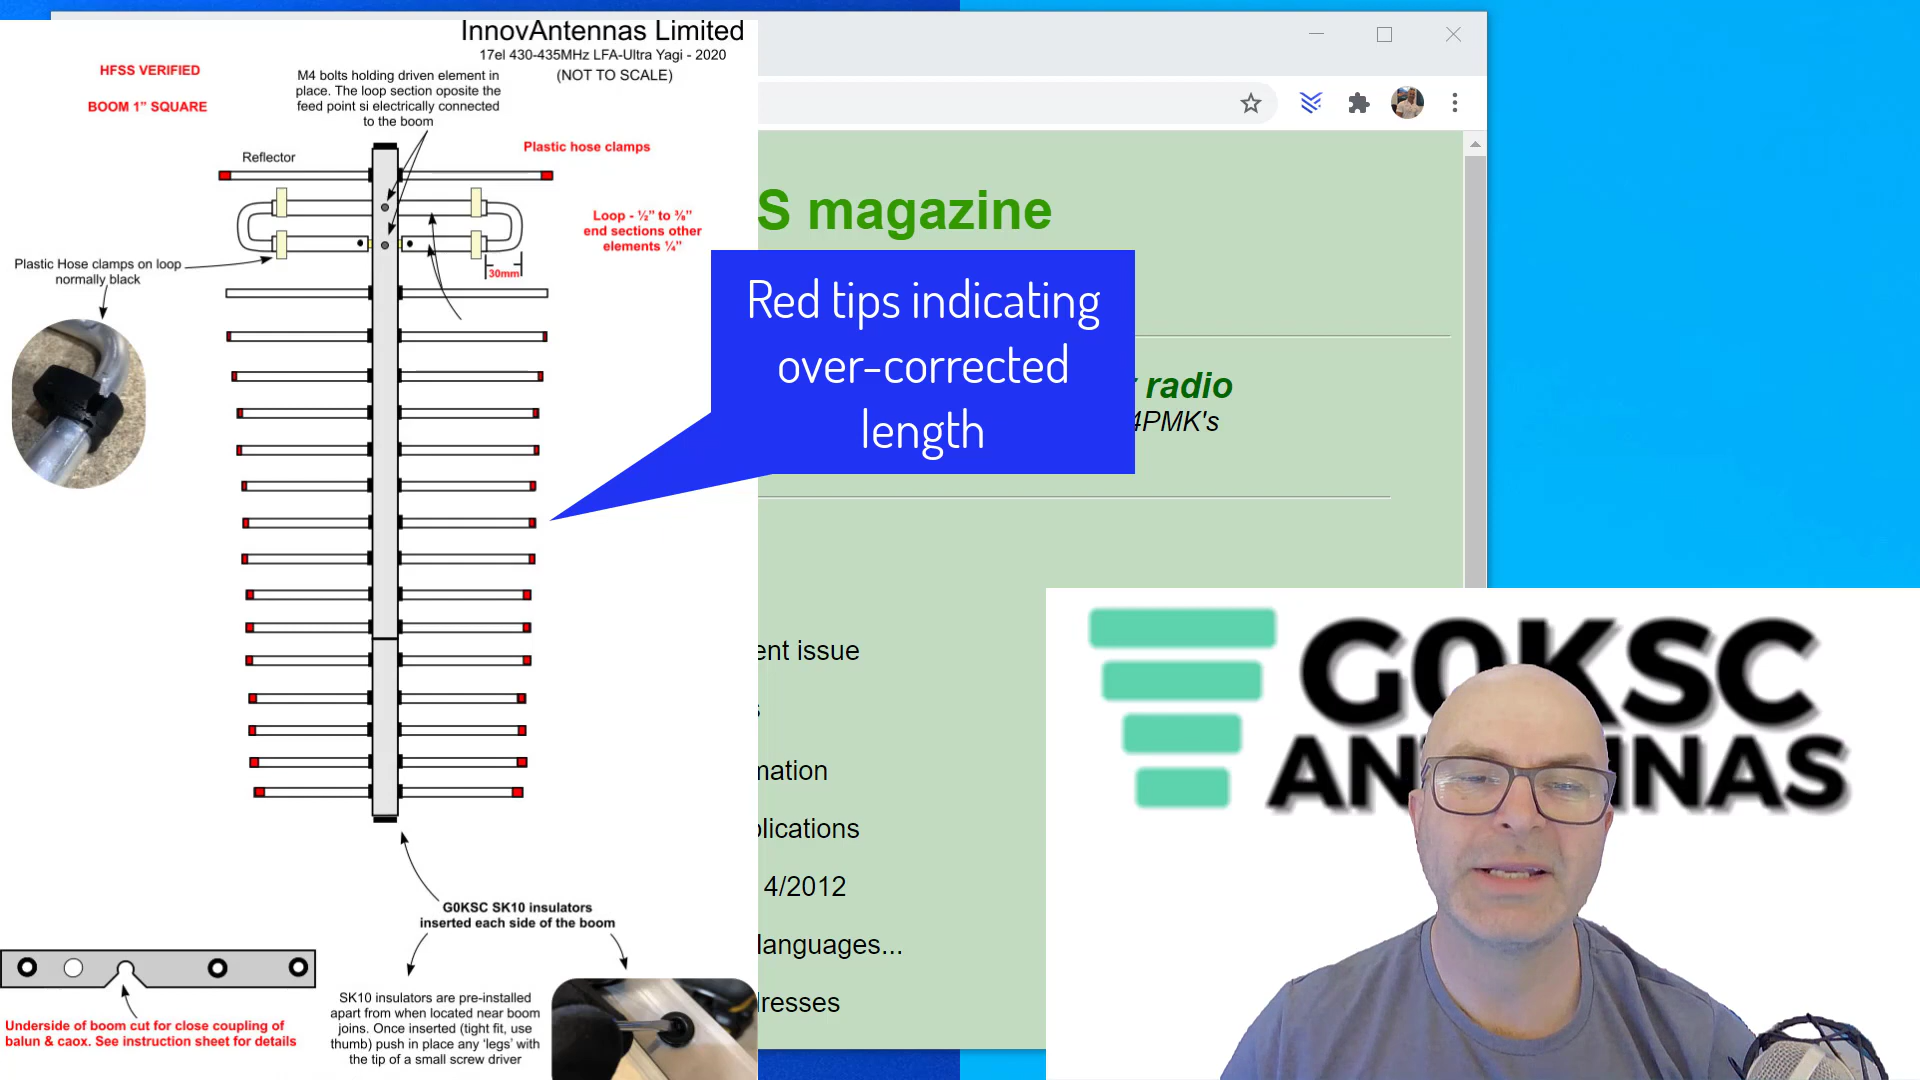 InnovAntennas Limited
17el 430-435MHz LFA-Ultra Yagi - 2020
(NOT TO SCALE)
HFSS VERIFIED
BOOM 1” SQUARE
M4 bolts holding driven element in
place. The loop section oposite the
feed point si electrically connected
to the boom
Reflector
Plastic hose clamps
Loop - ½” to ⅜”
end sections other
elements ¼”
30mm
Plastic Hose clamps on loop
normally black
Red tips indicating
over-corrected
length
S magazine
radio
4PMK's
ent issue
mation
lications
4/2012
languages...
resses
G0KSC SK10 insulators
inserted each side of the boom
SK10 insulators are pre-installed
apart from when located near boom
joins. Once inserted (tight fit, use
thumb) push in place any ‘legs’ with
the tip of a small screw driver
Underside of boom cut for close coupling of
balun & caox. See instruction sheet for details
G0KSC
ANTENNAS